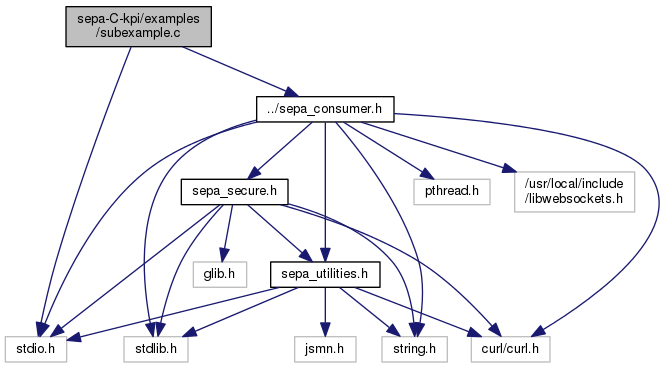 sepa-C-kpi/examples
/subexample.c
../sepa_consumer.h
sepa_secure.h
pthread.h
/usr/local/include
/libwebsockets.h
glib.h
sepa_utilities.h
stdio.h
stdlib.h
jsmn.h
string.h
curl/curl.h